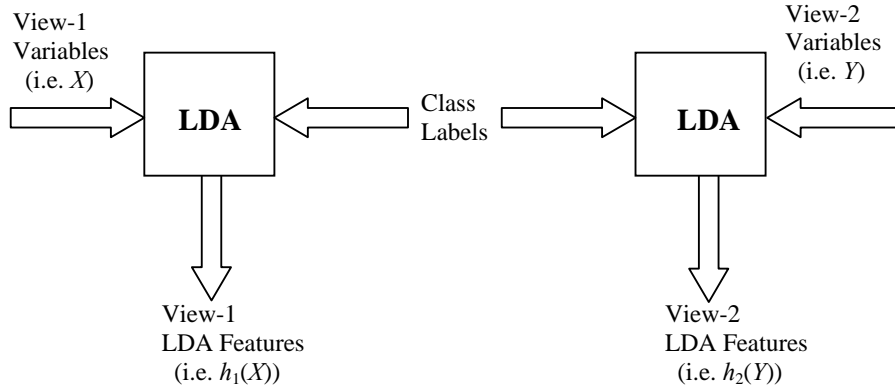 View-1
Variables
(i.e. X)
LDA
Class
Labels
View-2
Variables
(i.e. Y)
LDA
View-1
LDA Features
(i.e. h1(X))
View-2
LDA Features
(i.e. h2(Y))